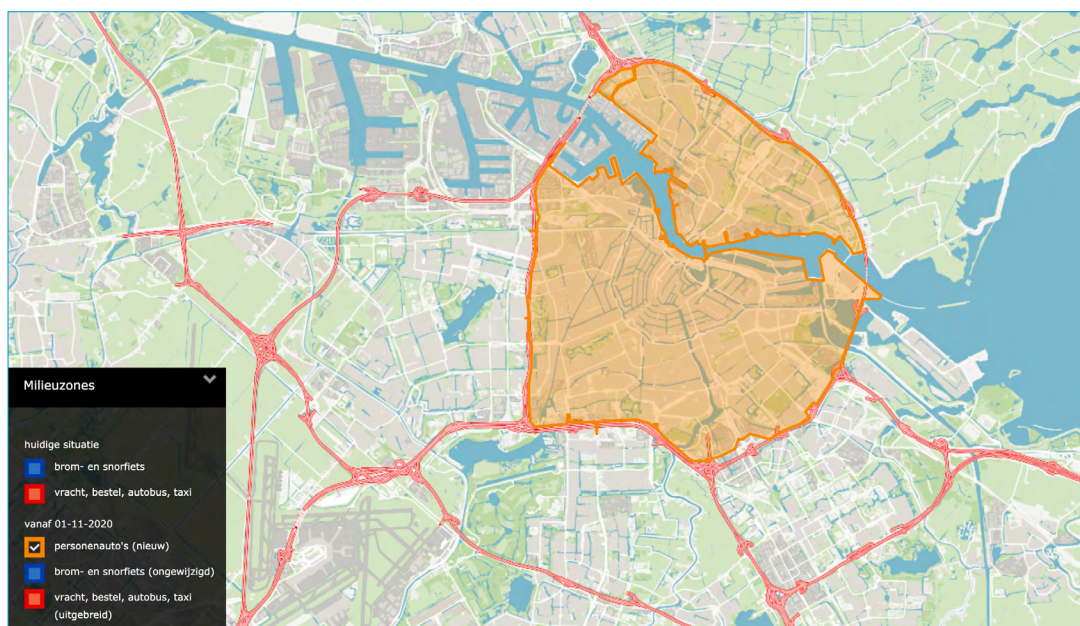 Milieuzones
huidige situatie
brom- en snorfiets
vracht, bestel, autobus, taxi
vanaf 01-11-2020
personenauto's (nieuw)
brom- en snorfiets (ongewijzigd)
vracht, bestel, autobus, taxi
(uitgebreid)